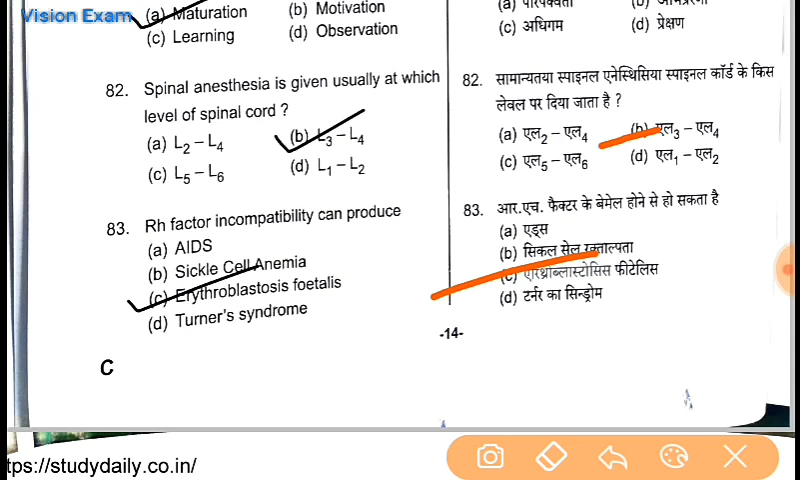 Vision Exam
(a) Maturation
(b) Motivation
(c) Learning
(d) Observation
82. Spinal anesthesia is given usually at which
level of spinal cord ?
(a) L2 – L4
(b) L3 – L4
(c) L5 – L6
(d) L1 – L2
83. Rh factor incompatibility can produce
(a) AIDS
(b) Sickle Cell Anemia
(c) Erythroblastosis foetalis
(d) Turner's syndrome
C
(a) परिपक्वता
(b)
(c) अधिगम
(d) प्रेक्षण
82. सामान्यतया स्पाइनल एनेस्थिसिया स्पाइनल कॉर्ड के किस
लेवल पर दिया जाता है ?
(a) एल2 – एल4
(b) एल3 – एल4
(c) एल5 – एल6
(d) एल1 – एल2
83. आर.एच. फैक्टर के बेमेल होने से हो सकता है
(a) एड्स
(b) सिकल सेल रक्ताल्पता
(c) एरिथ्रोब्लास्टोसिस फीटेलिस
(d) टर्नर का सिन्ड्रोम
-14-
tps://studydaily.co.in/